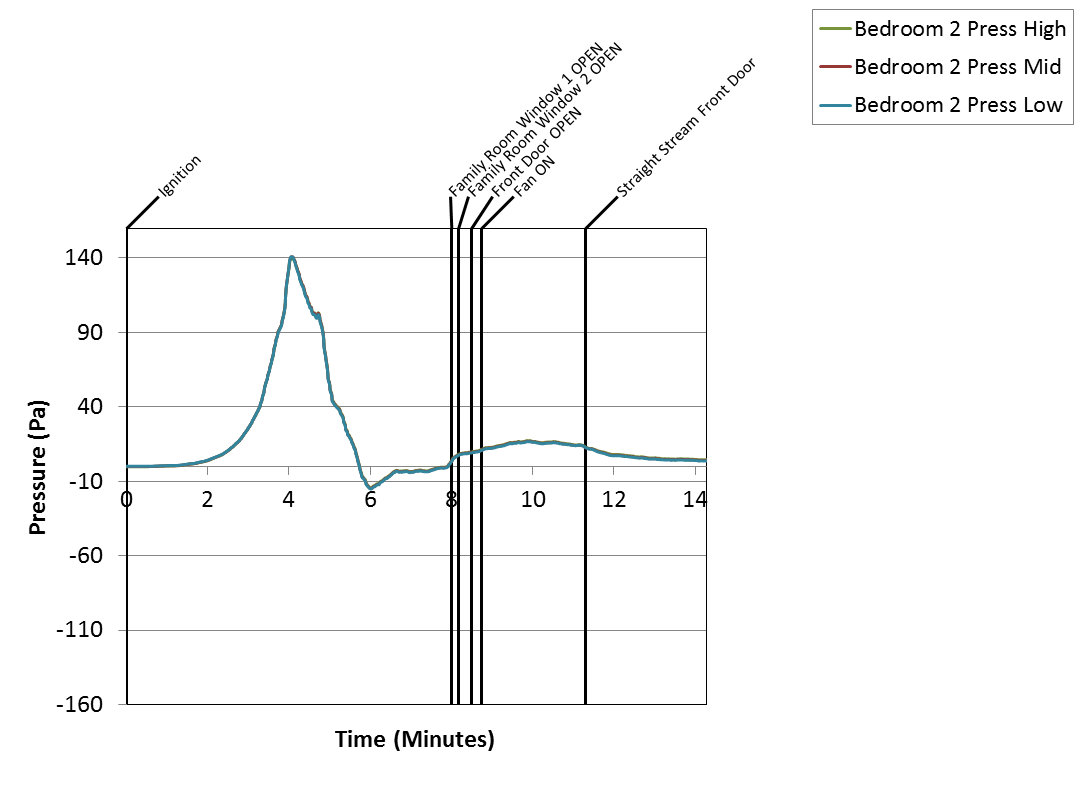 Bedroom 2 Press High
Bedroom 2 Press Mid
Bedroom 2 Press Low
Ignition
Family Room Window 1 OPEN
Family Room Window 2 OPEN
Front Door OPEN
Fan ON
Straight Stream Front Door
140
90
40
-10
-60
-110
-160
0 2 4 6 8 10 12 14
Pressure (Pa)
Time (Minutes)